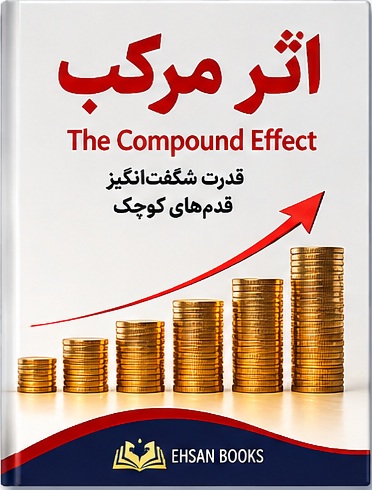 اثر مرکب
The Compound Effect
قدرت شگفت‌انگیز
قدم‌های کوچک
EHSAN BOOKS